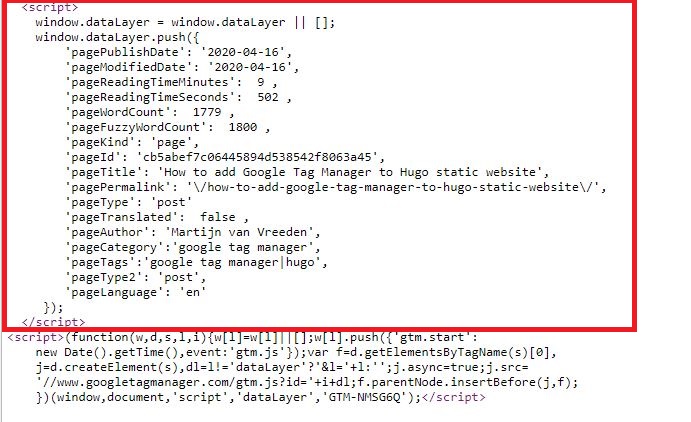 <script>
window.dataLayer = window.dataLayer || [];
window.dataLayer.push({
'pagePublishDate': '2020-04-16',
'pageModifiedDate': '2020-04-16',
'pageReadingTimeMinutes':  9 ,
'pageReadingTimeSeconds':  502 ,
'pageWordCount':  1779 ,
'pageFuzzyWordCount':  1800 ,
'pageKind': 'page',
'pageId': 'cb5abef7c06445894d538542f8063a45',
'pageTitle': 'How to add Google Tag Manager to Hugo static website',
'pagePermalink': '\/how-to-add-google-tag-manager-to-hugo-static-website\/',
'pageType': 'post'
'pageTranslated':  false ,
'pageAuthor': 'Martijn van Vreeden',
'pageCategory':'google tag manager',
'pageTags':'google tag manager|hugo',
'pageType2': 'post',
'pageLanguage': 'en'
});
</script>
<script>(function(w,d,s,l,i){w[l]=w[l]||[];w[l].push({'gtm.start':
new Date().getTime(),event:'gtm.js'});var f=d.getElementsByTagName(s)[0],
j=d.createElement(s),dl=l!='dataLayer'?'&l='+l:'';j.async=true;j.src=
'//www.googletagmanager.com/gtm.js?id='+i+dl;f.parentNode.insertBefore(j,f);
})(window,document,'script','dataLayer','GTM-NMSG6Q');</script>